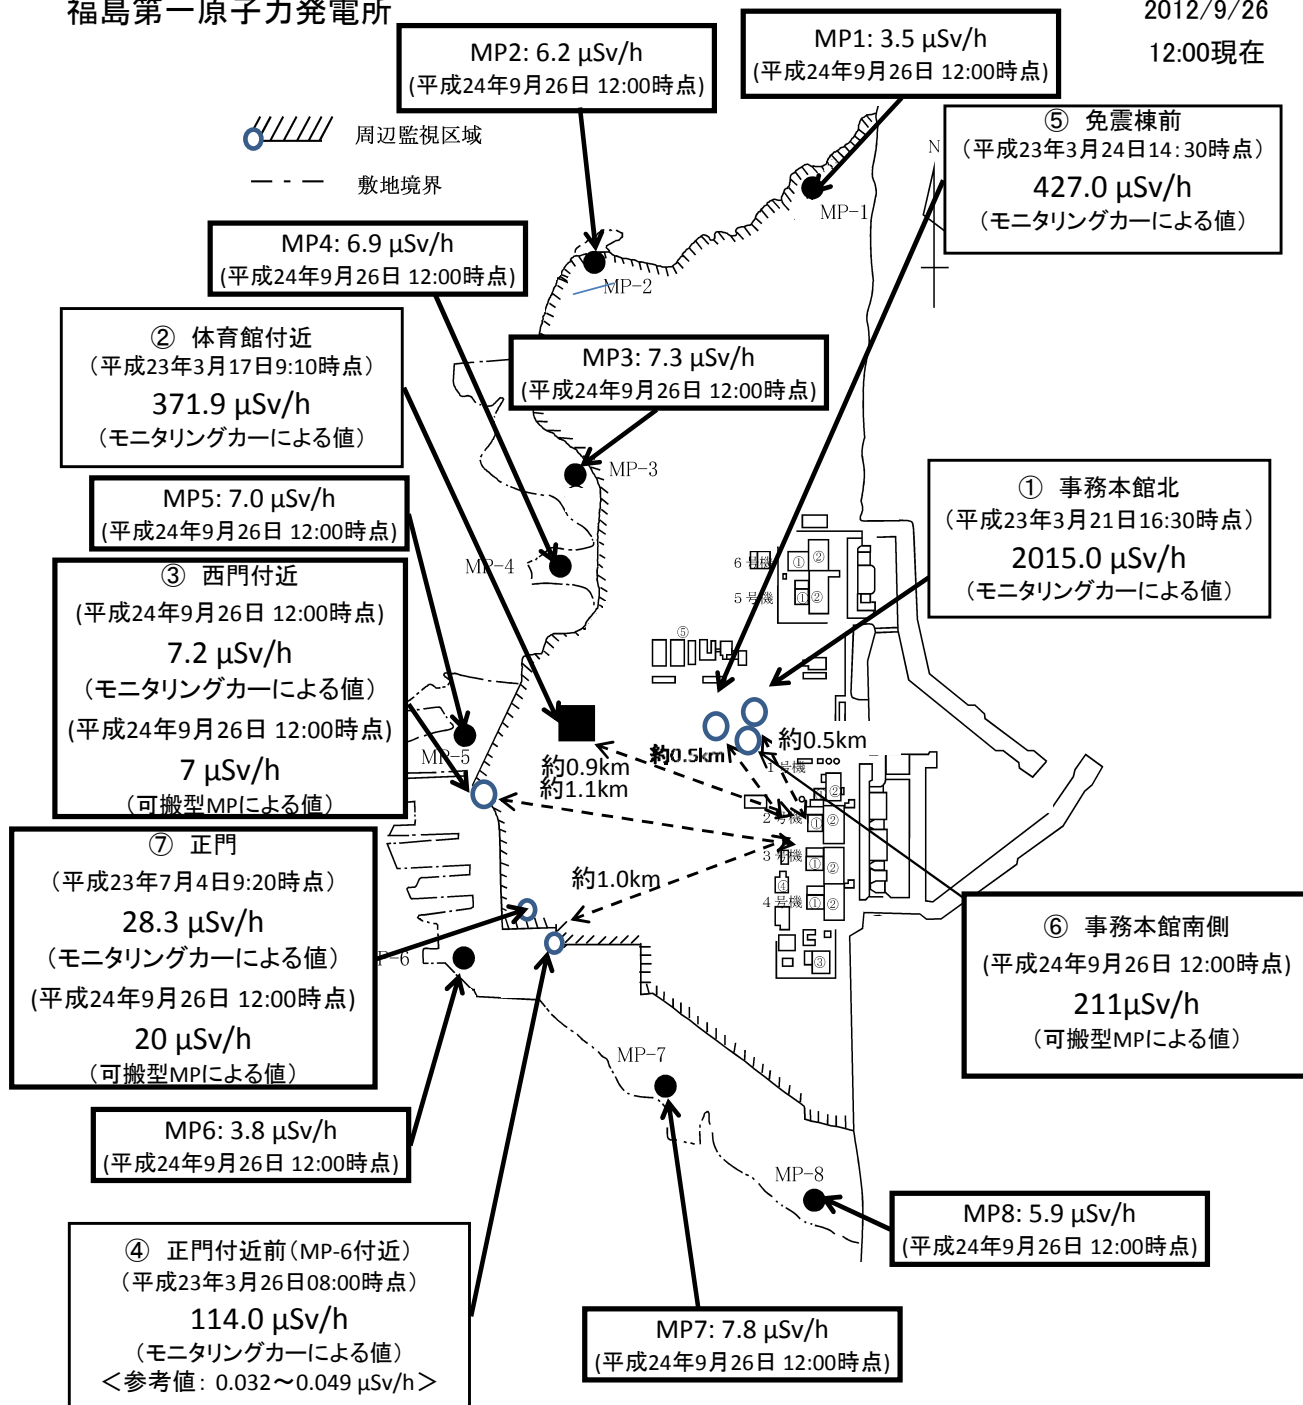 福島第一原子力発電所
2012/9/26
12:00現在
MP2: 6.2 μSv/h
(平成24年9月26日 12:00時点)
MP1: 3.5 μSv/h
(平成24年9月26日 12:00時点)
周辺監視区域
敷地境界
⑤ 免震棟前
(平成23年3月24日14:30時点)
427.0 μSv/h
(モニタリングカーによる値)
N
MP-1
MP4: 6.9 μSv/h
(平成24年9月26日 12:00時点)
MP-2
② 体育館付近
(平成23年3月17日9:10時点)
371.9 μSv/h
(モニタリングカーによる値)
MP3: 7.3 μSv/h
(平成24年9月26日 12:00時点)
MP-3
MP5: 7.0 μSv/h
(平成24年9月26日 12:00時点)
① 事務本館北
(平成23年3月21日16:30時点)
2015.0 μSv/h
(モニタリングカーによる値)
MP-4
6号機
①
②
5号機
①
②
⑤
③ 西門付近
(平成24年9月26日 12:00時点)
7.2 μSv/h
(モニタリングカーによる値)
(平成24年9月26日 12:00時点)
7 μSv/h
(可搬型MPによる値)
MP-5
約0.9km
約1.1km
約0.5km
約0.5km
1号機
②
2号機
①
②
3号機
①
②
④
4号機
①
②
③
約1.0km
⑦ 正門
(平成23年7月4日9:20時点)
28.3 μSv/h
(モニタリングカーによる値)
(平成24年9月26日 12:00時点)
20 μSv/h
(可搬型MPによる値)
P-6
⑥ 事務本館南側
(平成24年9月26日 12:00時点)
211μSv/h
(可搬型MPによる値)
MP-7
MP6: 3.8 μSv/h
(平成24年9月26日 12:00時点)
MP-8
MP8: 5.9 μSv/h
(平成24年9月26日 12:00時点)
④ 正門付近前(MP-6付近)
(平成23年3月26日08:00時点)
114.0 μSv/h
(モニタリングカーによる値)
<参考値: 0.032~0.049 μSv/h>
MP7: 7.8 μSv/h
(平成24年9月26日 12:00時点)